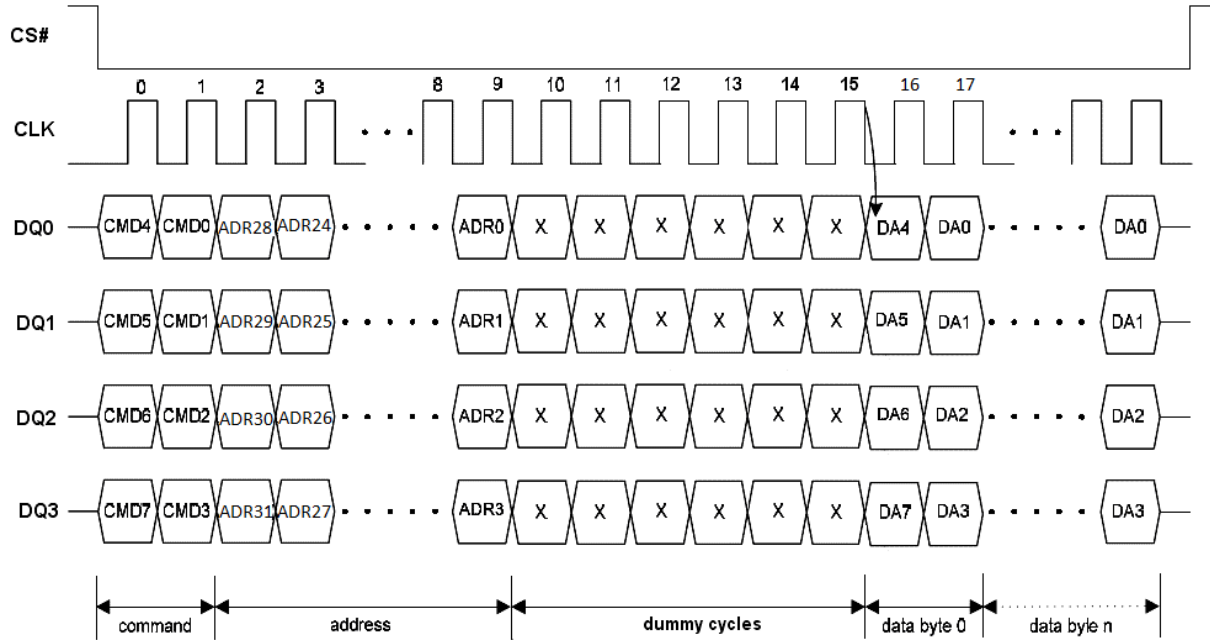 CS#
0 1 2 3 8 9 10 11 12 13 14 15 16 17
CLK
DQ0 CMD4 CMD0 ADR28 ADR24 ADR0 X X X X X X DA4 DA0 DA0
DQ1 CMD5 CMD1 ADR29 ADR25 ADR1 X X X X X X DA5 DA1 DA1
DQ2 CMD6 CMD2 ADR30 ADR26 ADR2 X X X X X X DA6 DA2 DA2
DQ3 CMD7 CMD3 ADR31 ADR27 ADR3 X X X X X X DA7 DA3 DA3
command address dummy cycles data byte 0 data byte n